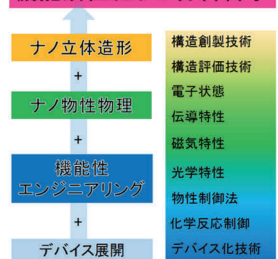 ナノ立体造形
+
ナノ物性物理
+
機能性
エンジニアリング
+
デバイス展開
構造創製技術
構造評価技術
電子状態
伝導特性
磁気特性
光学特性
物性制御法
化学反応制御
デバイス化技術